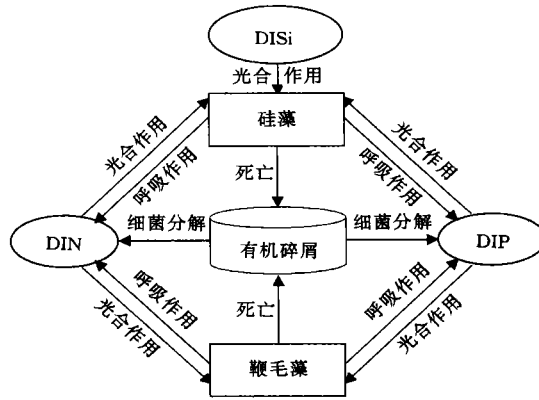 DISi
光合作用
硅藻
光合作用
光合作用
呼吸作用
呼吸作用
死亡
细菌分解
细菌分解
DIN
有机碎屑
DIP
呼吸作用
呼吸作用
死亡
光合作用
光合作用
鞭毛藻